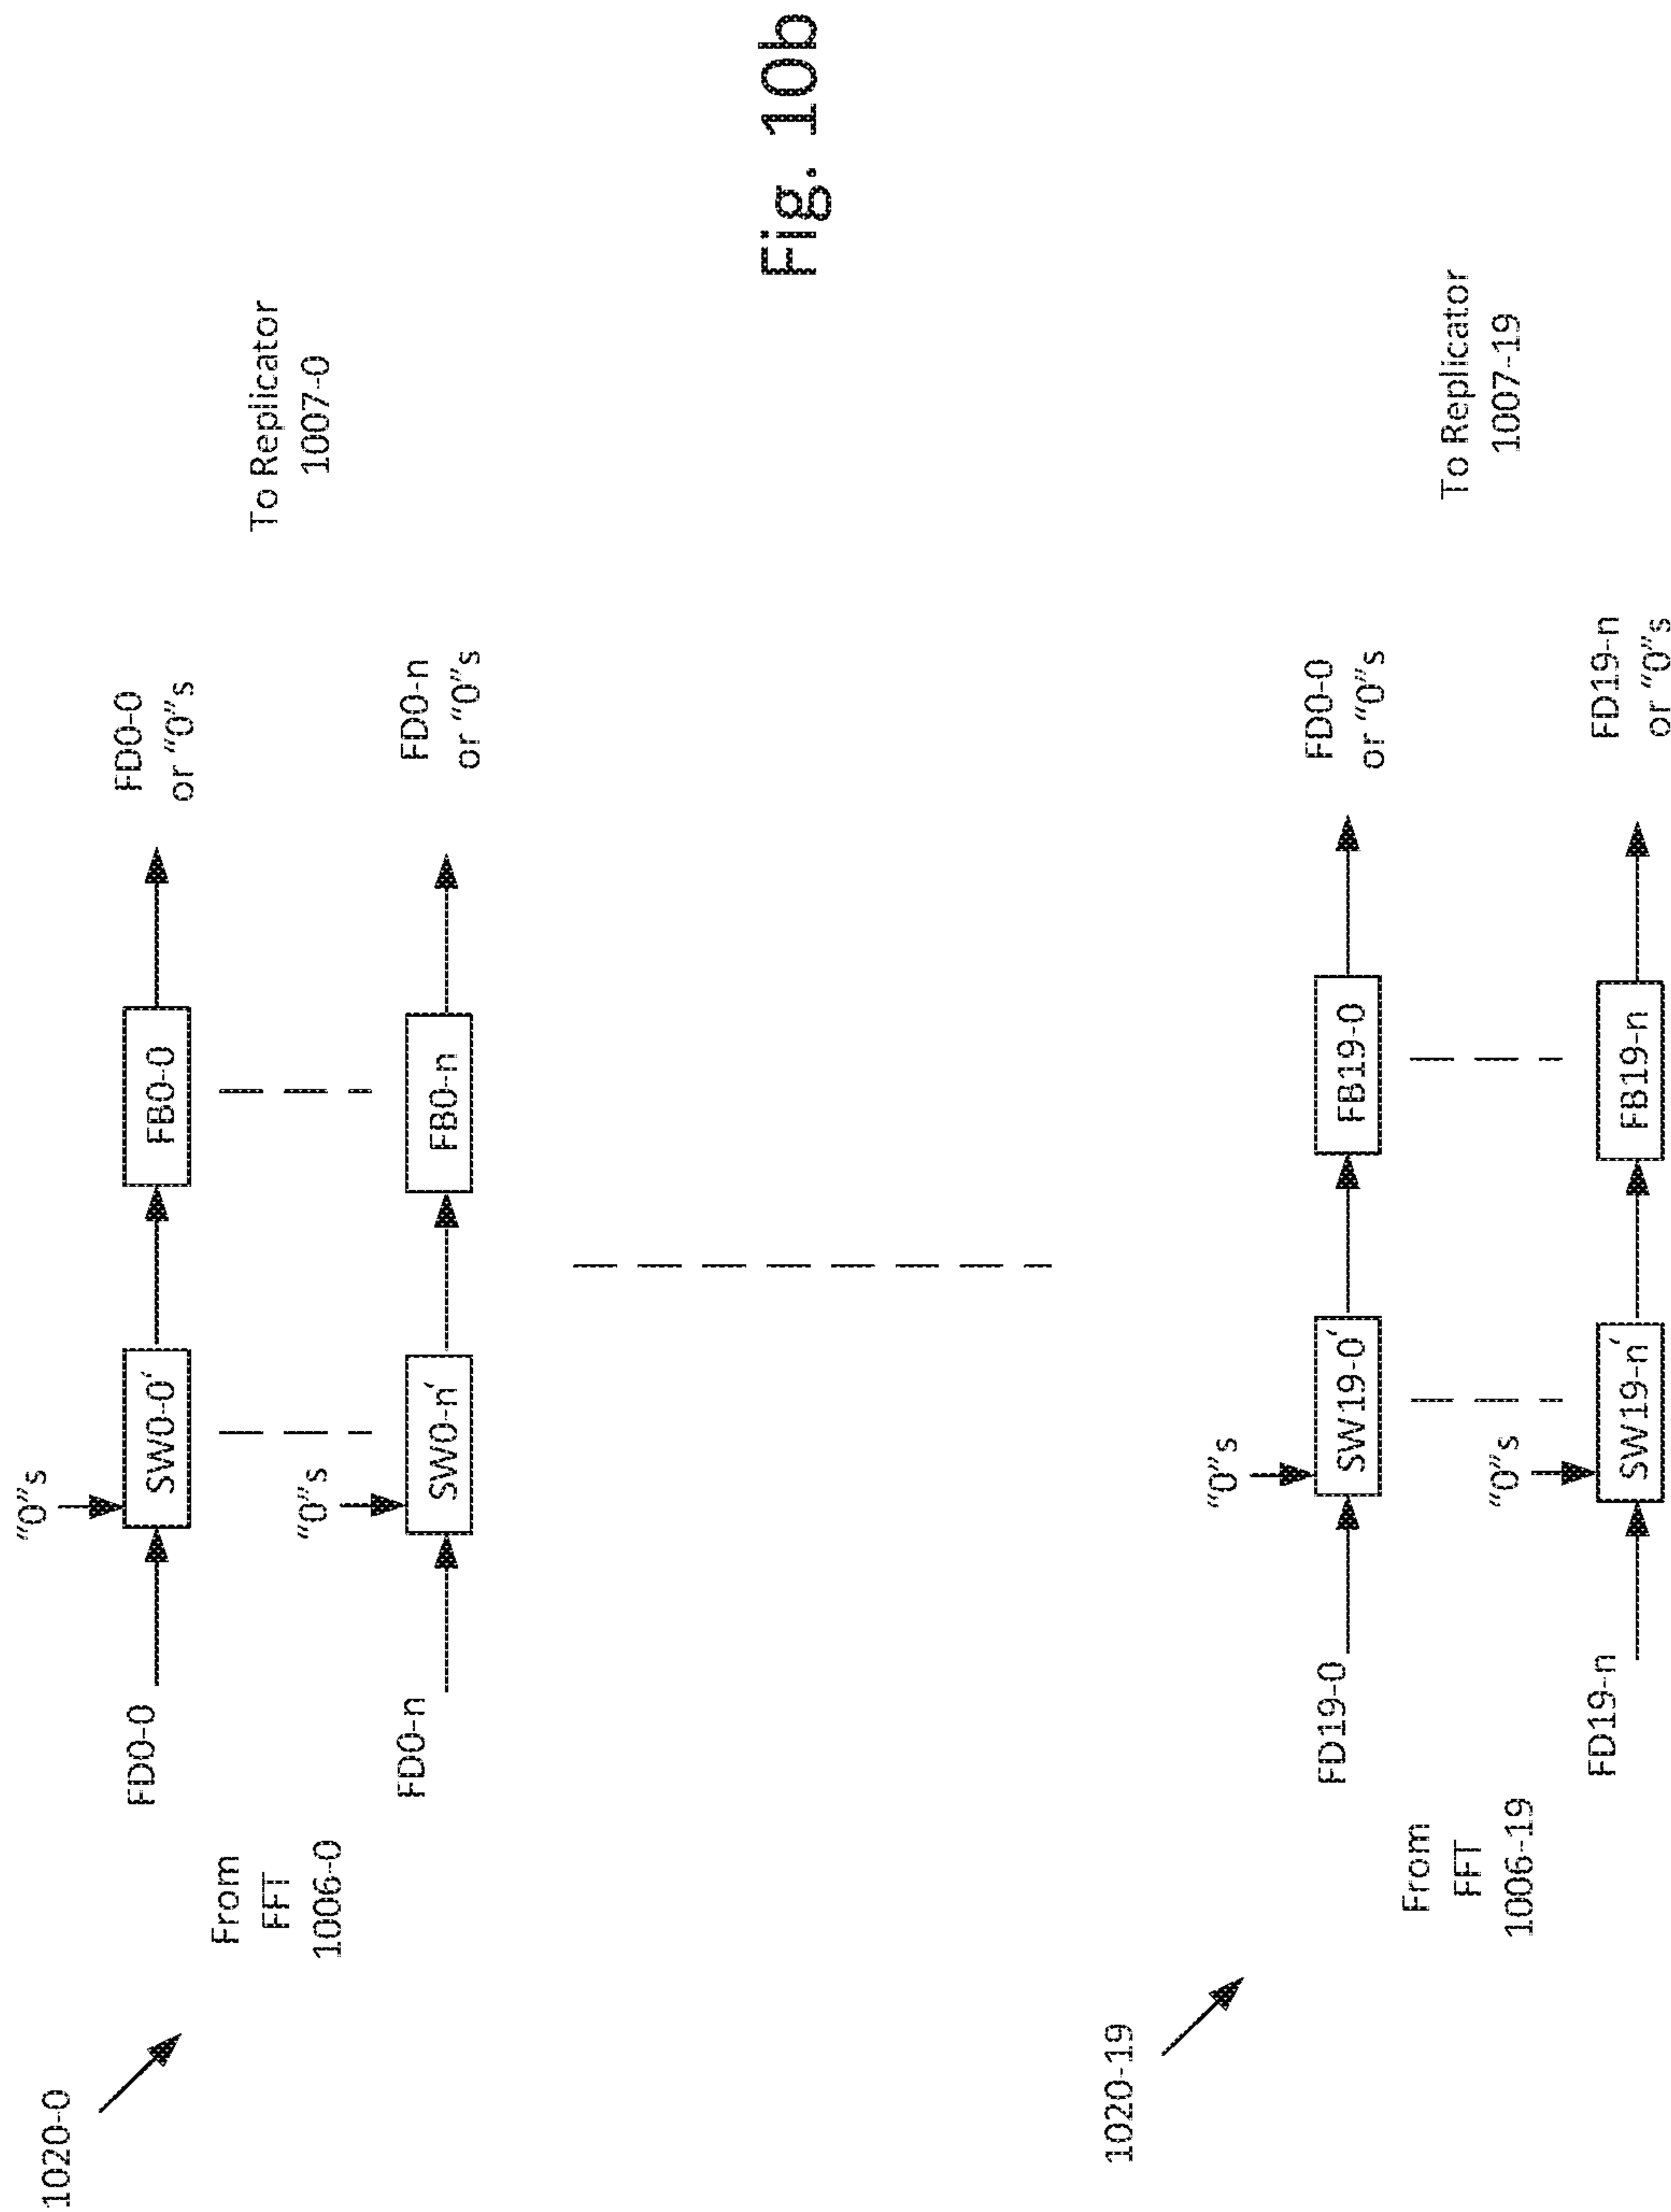 1020-0
"0"s
FD0-0
SW0-0'
FB0-0
FD0-0
or "0"s
From
FFT
1006-0
To Replicator
1007-0
"0"s
FD0-n
SW0-n'
FB0-n
FD0-n
or "0"s
Fig. 10b
1020-19
"0"s
FD19-0
SW19-0'
FB19-0
FD0-0
or "0"s
From
FFT
1006-19
To Replicator
1007-19
"0"s
FD19-n
SW19-n'
FB19-n
FD19-n
or "0"s